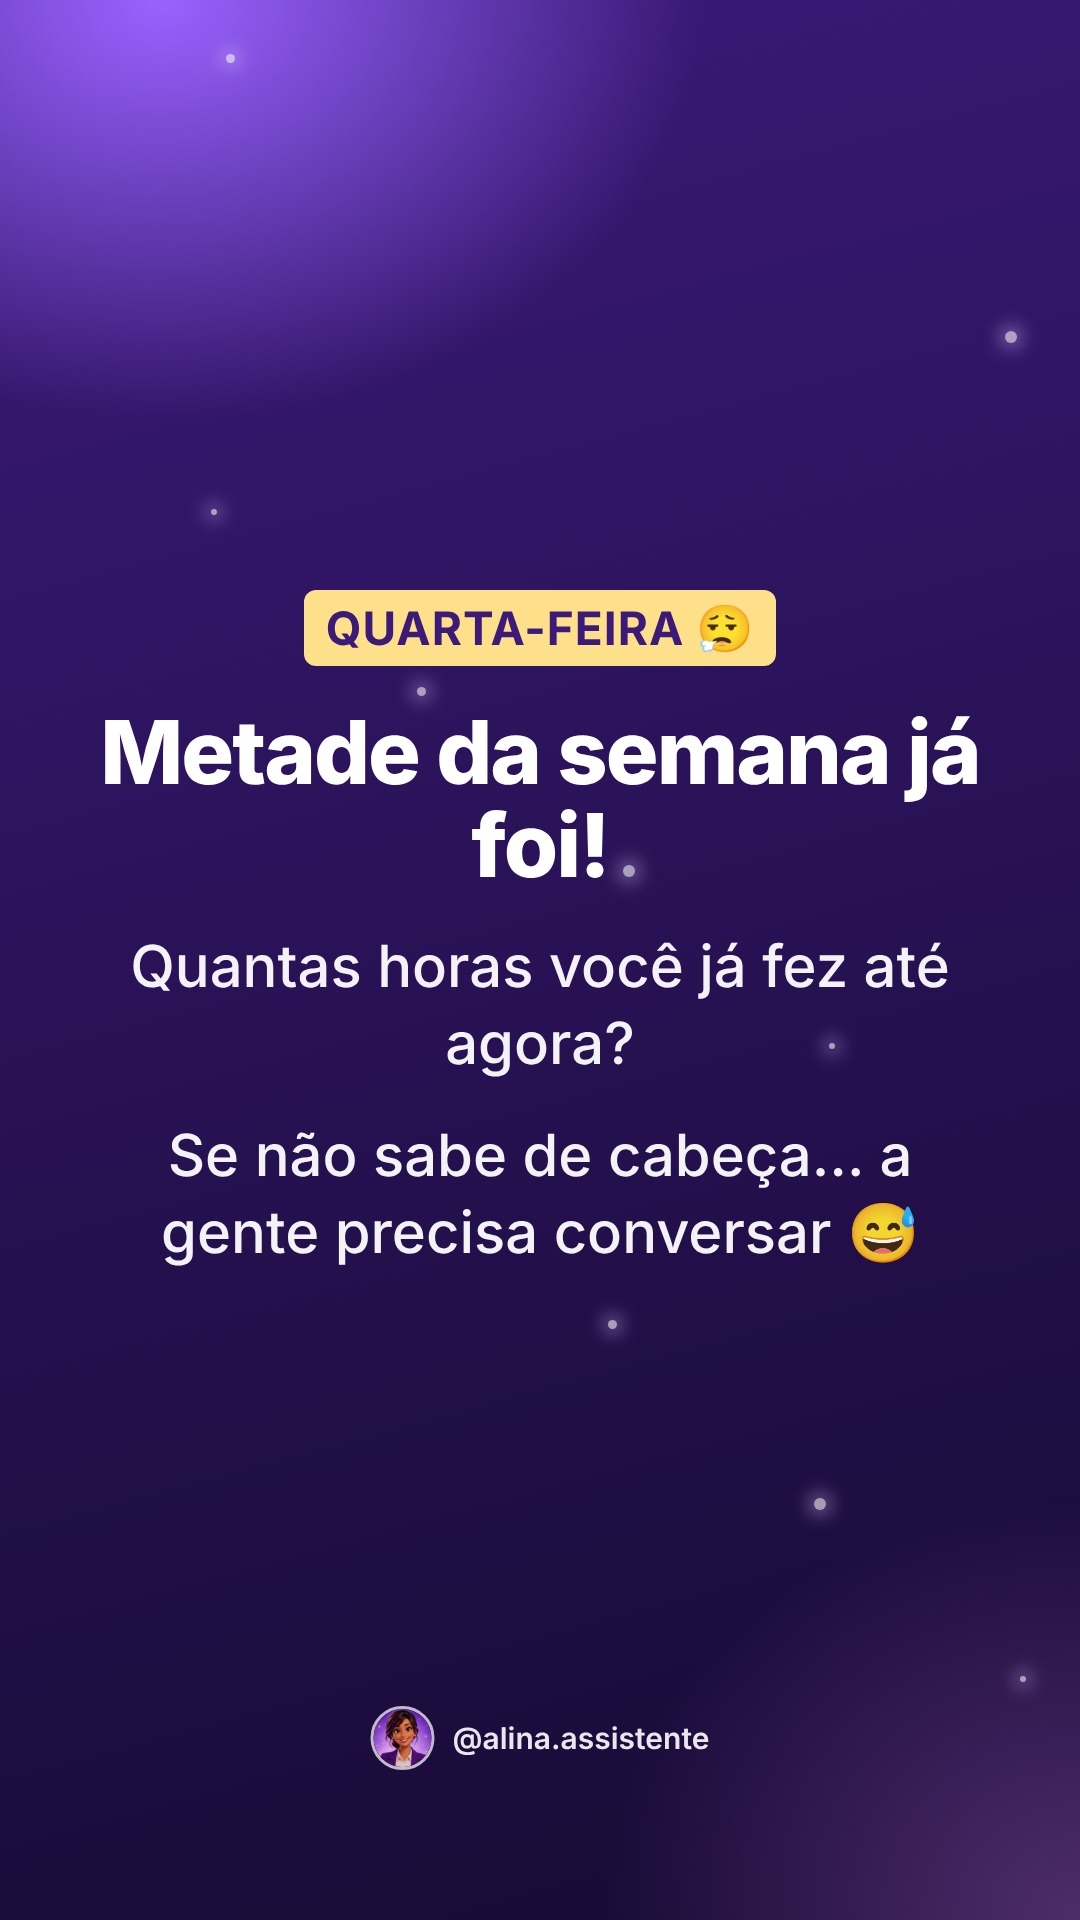 QUARTA-FEIRA 😮‍💨
Metade da semana já
foi!
Quantas horas você já fez até
agora?
Se não sabe de cabeça... a
gente precisa conversar 😅
@alina.assistente